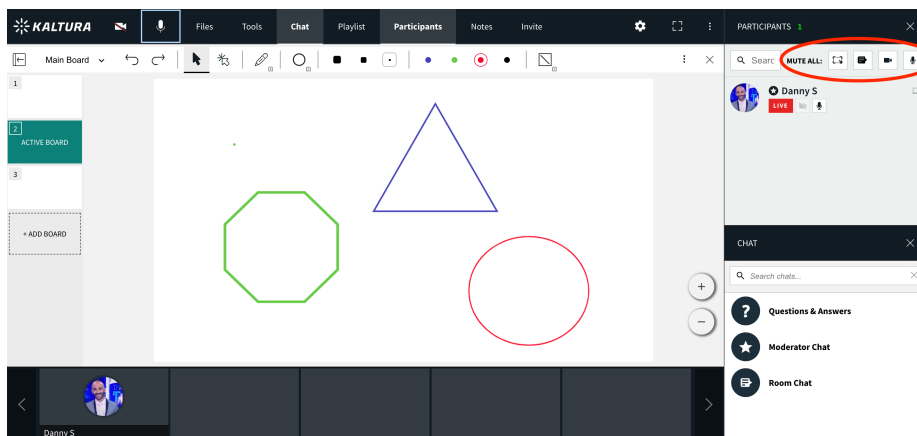 KALTURA
Files Tools Chat Playlist Participants Notes Invite
PARTICIPANTS 1
Main Board
Searc MUTE ALL:
1
Danny S
LIVE
2
ACTIVE BOARD
3
+ ADD BOARD
CHAT
Search chats...
? Questions & Answers
Moderator Chat
Room Chat
Danny S